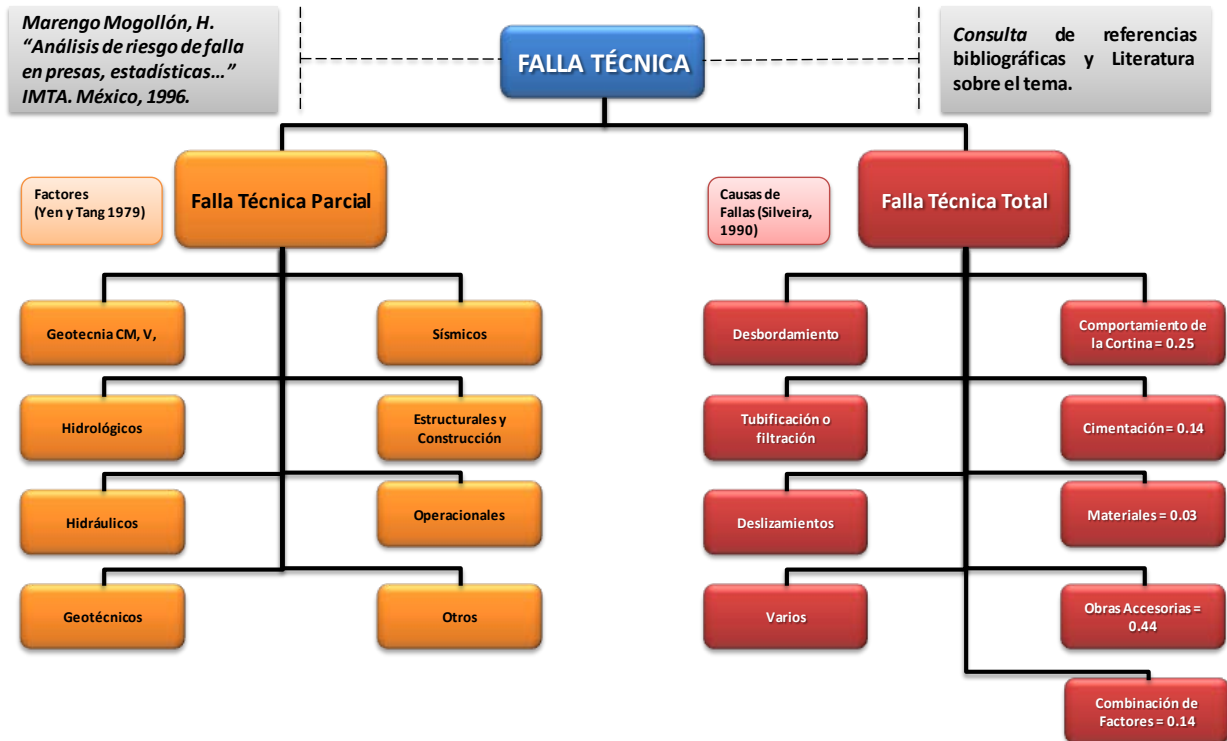 Marengo Mogollón, H.
“Análisis de riesgo de falla
en presas, estadísticas…”
IMTA. México, 1996.
FALLA TÉCNICA
Consulta de referencias
bibliográficas y Literatura
sobre el tema.
Factores
(Yen y Tang 1979)
Falla Técnica Parcial
Causas de
Fallas (Silveira,
1990)
Falla Técnica Total
Geotecnia CM, V,
Sísmicos
Hidrológicos
Estructurales y
Construcción
Hidráulicos
Operacionales
Geotécnicos
Otros
Desbordamiento
Comportamiento de
la Cortina = 0.25
Tubificación o
filtración
Cimentación = 0.14
Deslizamientos
Materiales = 0.03
Varios
Obras Accesorias =
0.44
Combinación de
Factores = 0.14